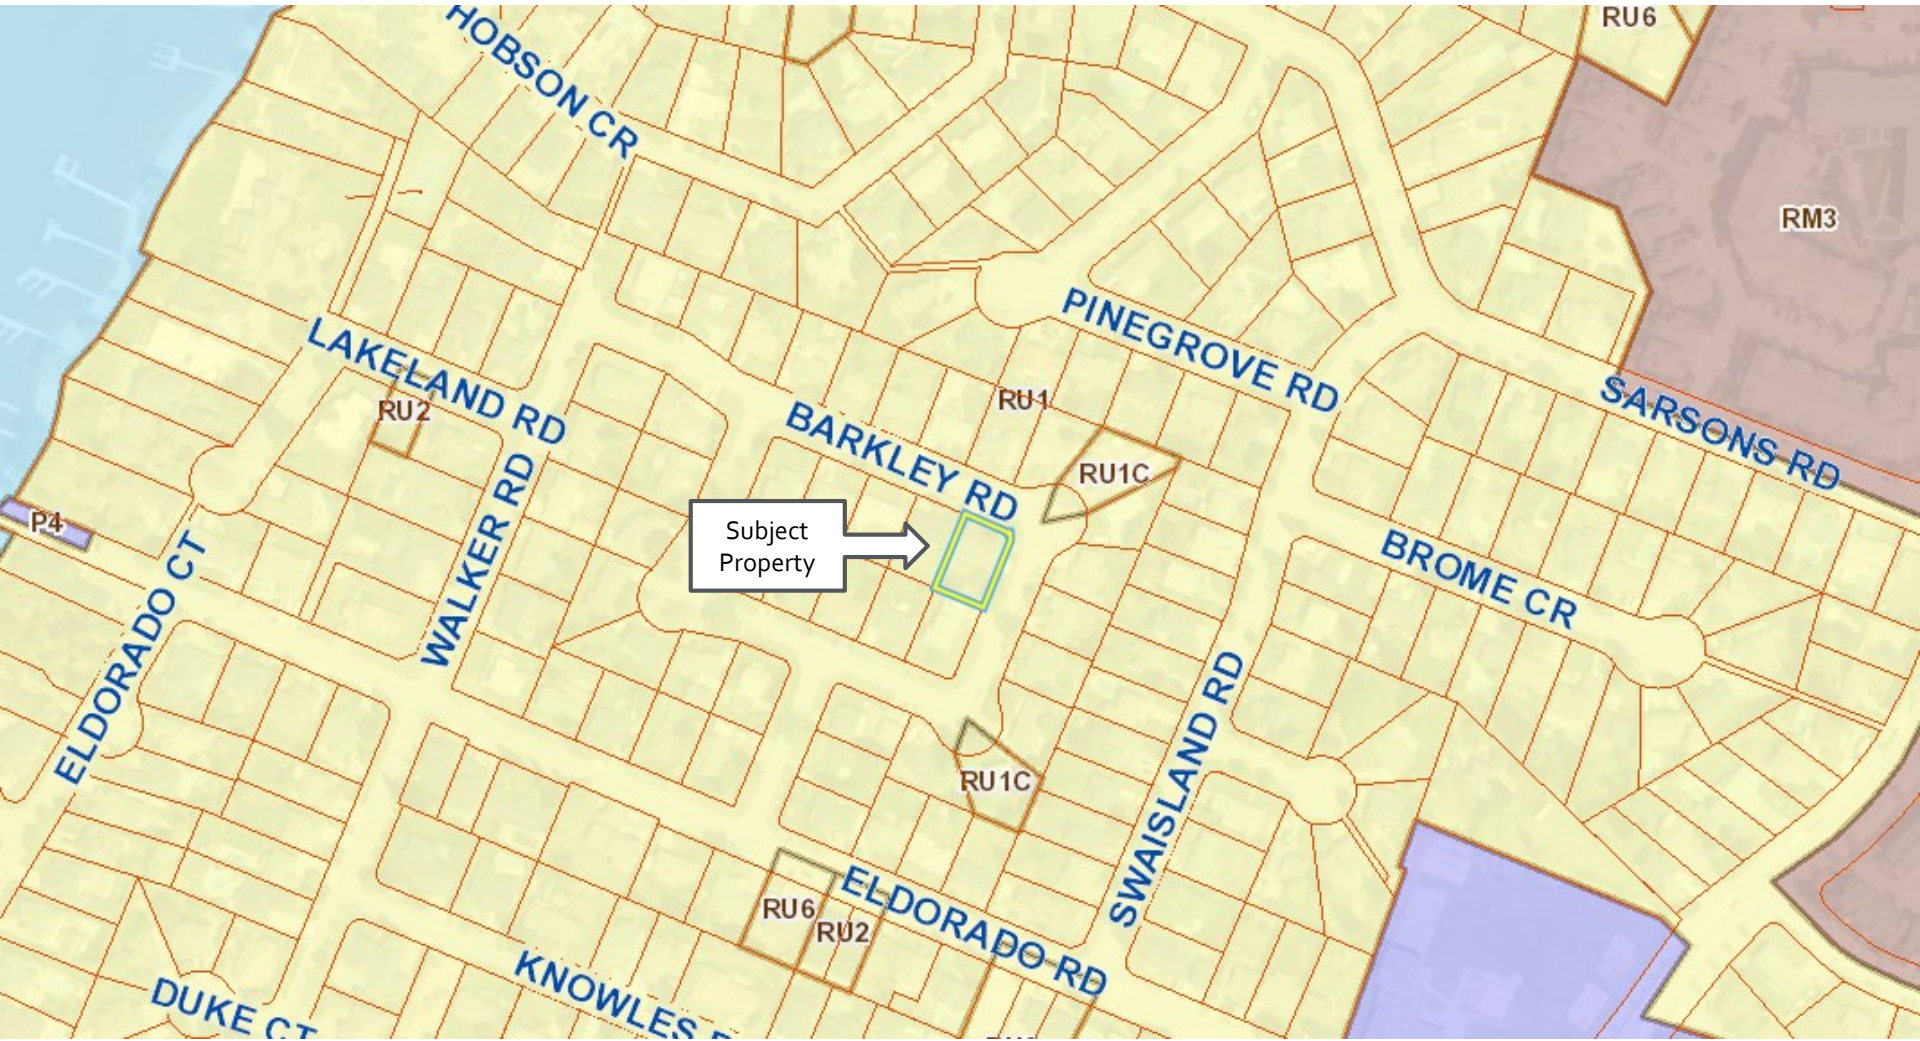 HOBSON CR
RU6
RM3
PINEGROVE RD
LAKELAND RD
RU2
RU1
SARSONS RD
BARKLEY RD
RU1C
P4
WALKER RD
Subject
Property
BROME CR
ELDORADO CT
SWAISLAND RD
RU1C
ELDORADO RD
RU6
RU2
KNOWLES
DUKE CT